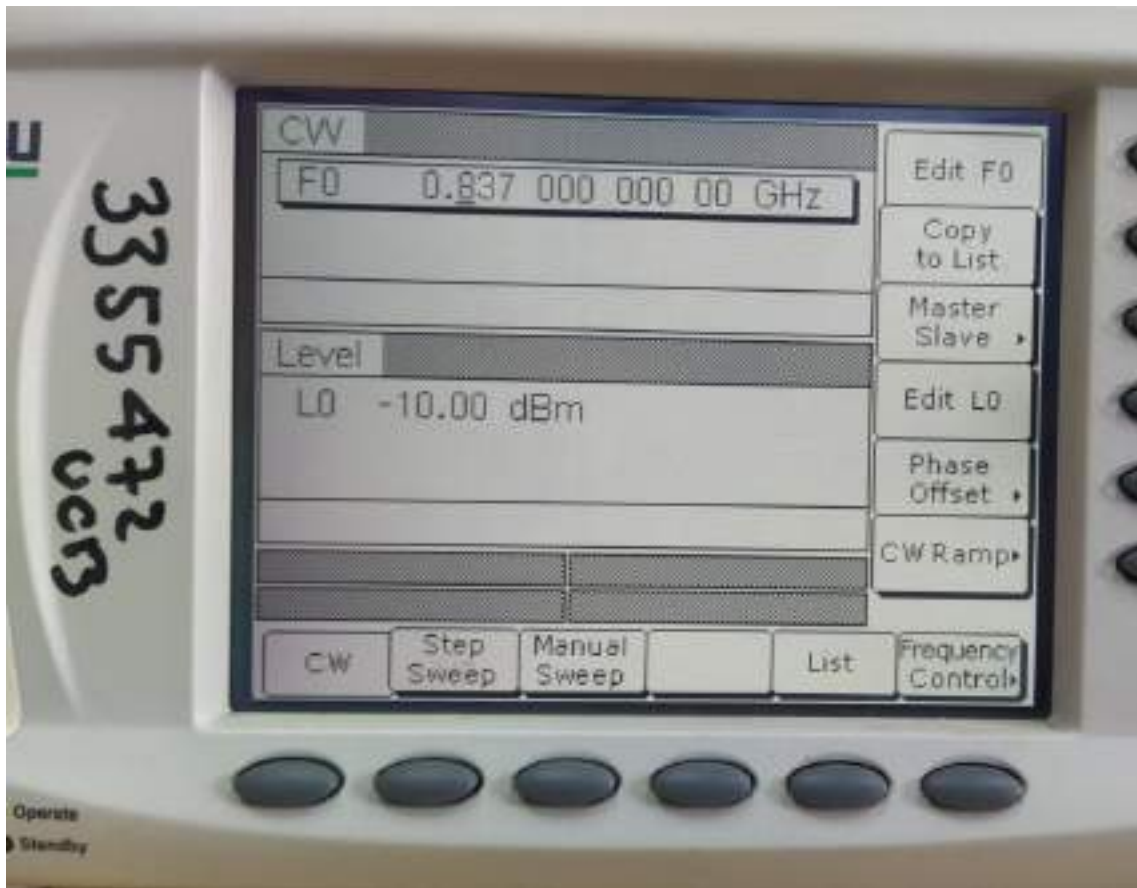 CW
F0 0.837 000 000 00 GHz
Level
L0 -10.00 dBm
Edit F0
Copy
to List
Master
Slave
Edit L0
Phase
Offset
CW Ramp
CW
Step
Sweep
Manual
Sweep
List
Frequency
Control
3355472
UCB
Operate
Standby